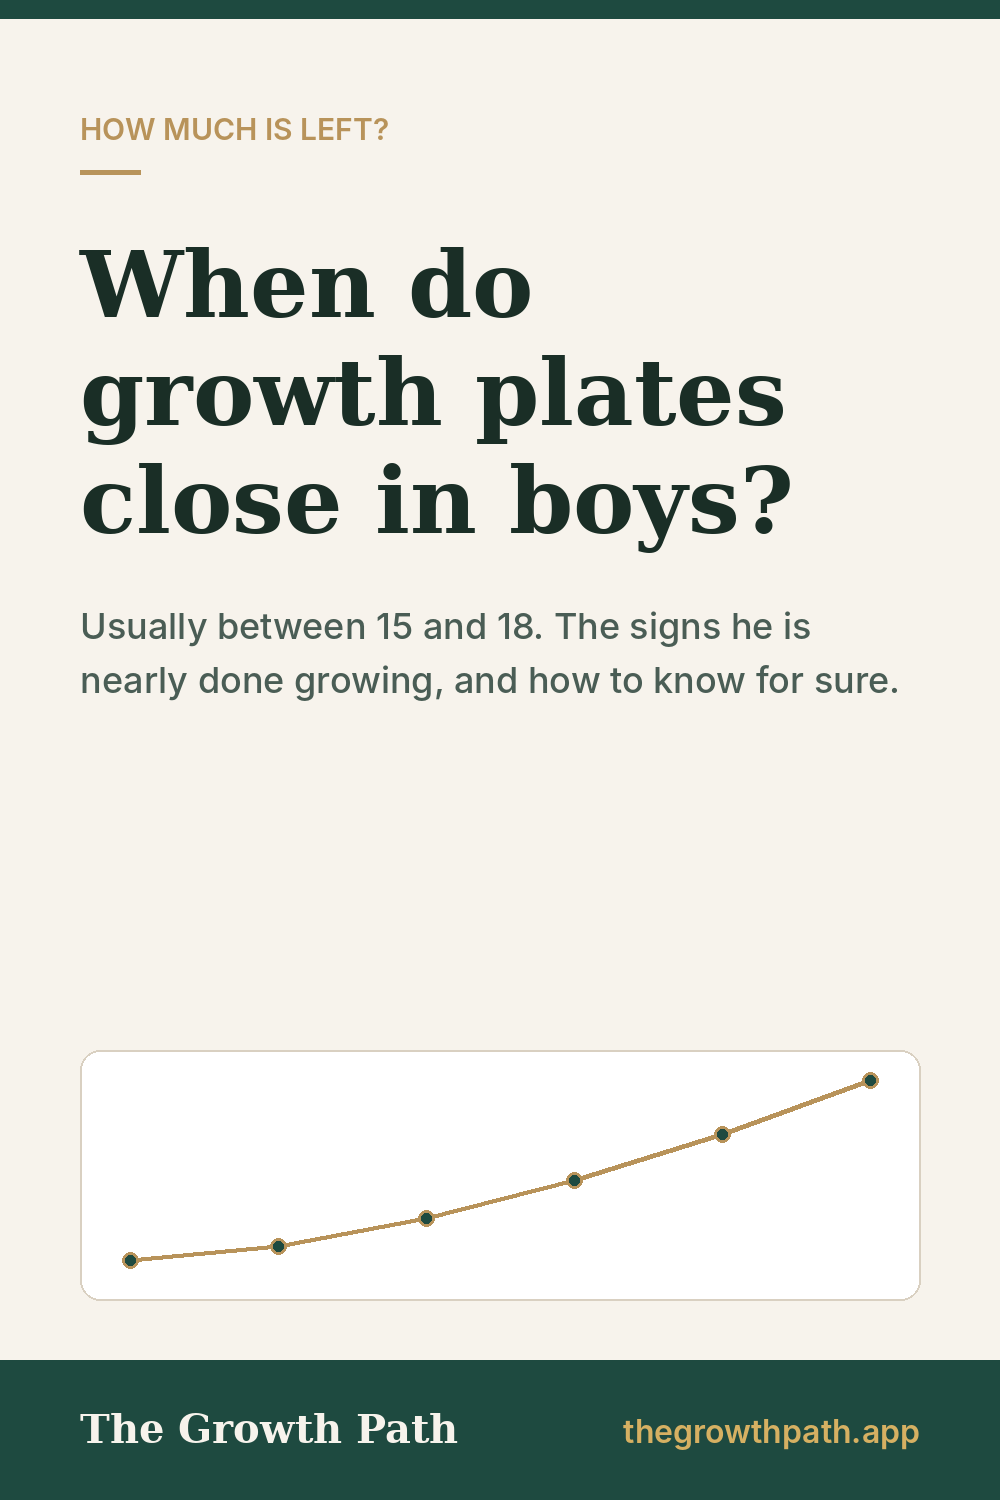 HOW MUCH IS LEFT?
When do
growth plates
close in boys?
Usually between 15 and 18. The signs he is
nearly done growing, and how to know for sure.
The Growth Path
thegrowthpath.app